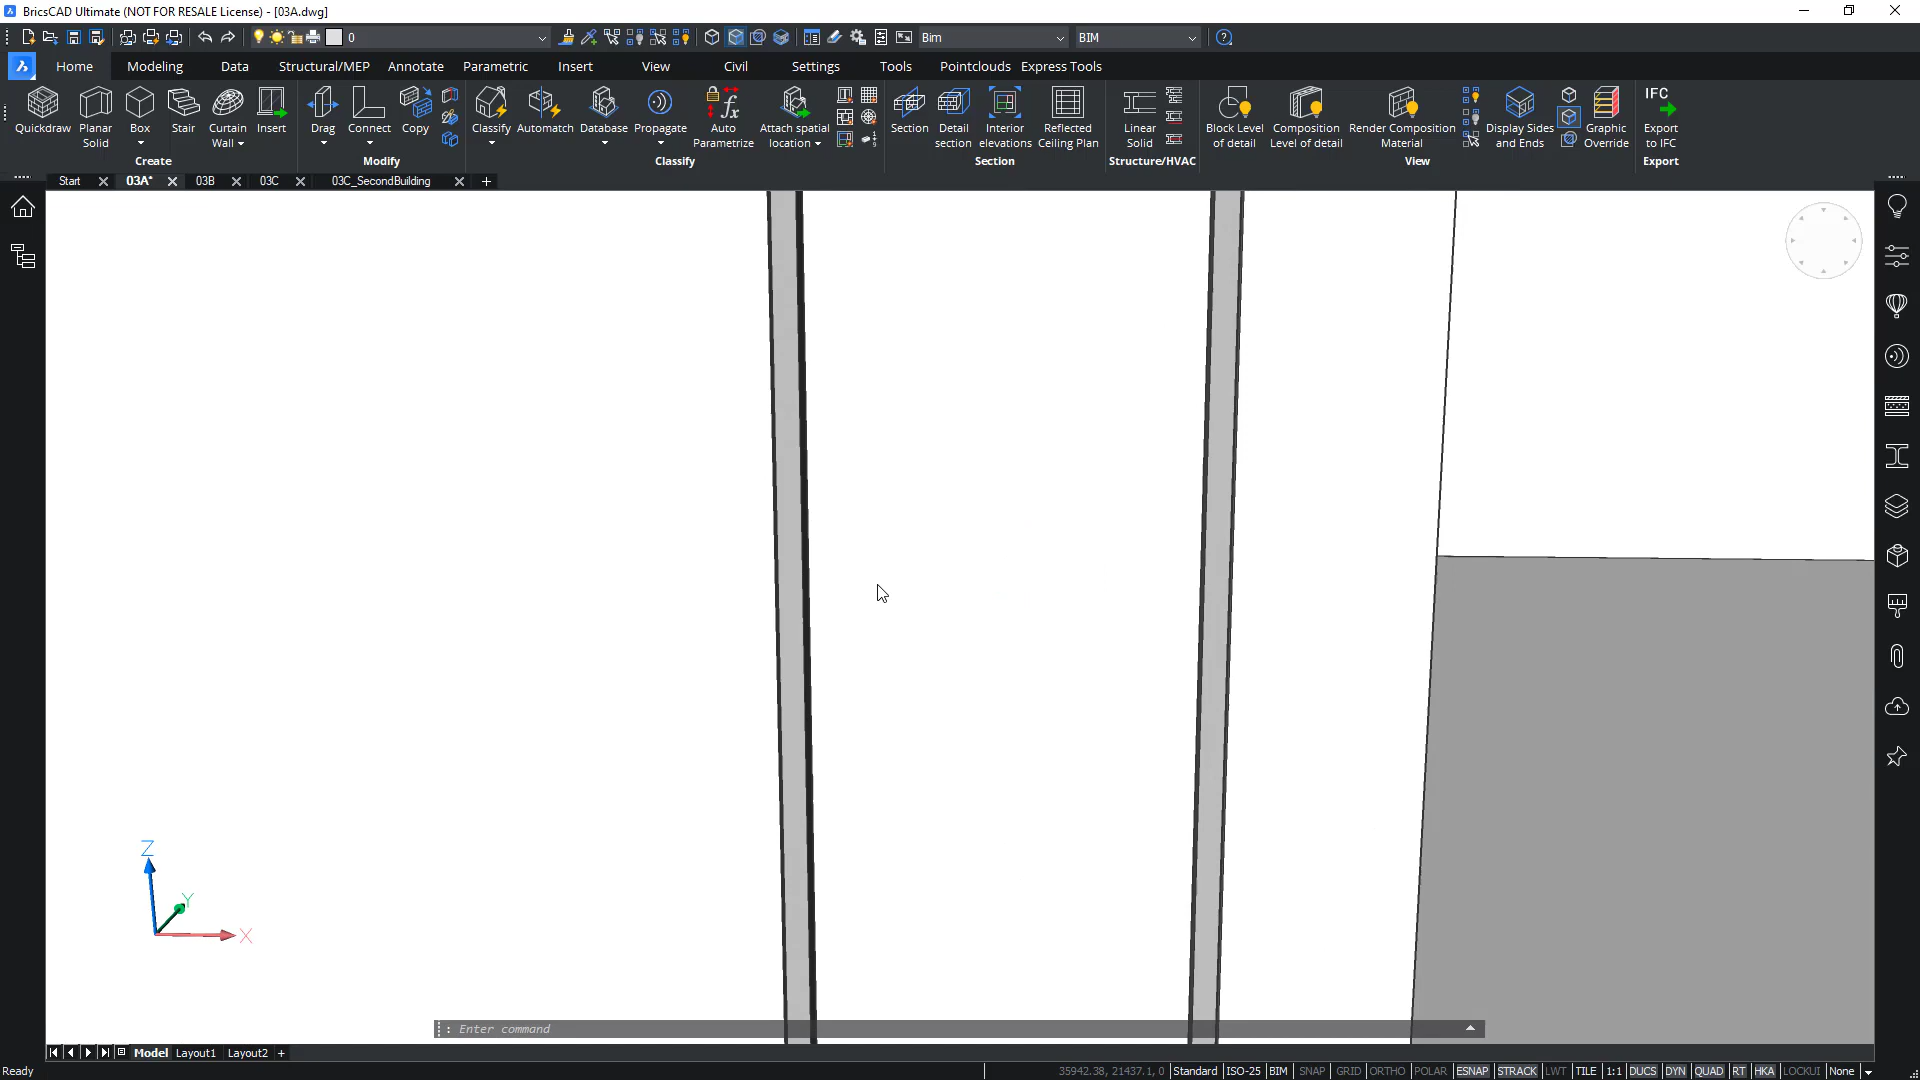 BricsCAD Ultimate (NOT FOR RESALE License) - [03A.dwg]
0
Bim
BIM
Home
Modeling
Data
Structural/MEP
Annotate
Parametric
Insert
View
Civil
Settings
Tools
Pointclouds
Express Tools
Quickdraw
Planar
Solid
Box
Stair
Curtain
Wall
Insert
Create
Drag
Connect
Copy
Modify
Classify
Automatch
Database
Propagate
Auto
Parametrize
Attach spatial
location
Classify
Section
Detail
section
Interior
elevations
Reflected
Ceiling Plan
Section
Linear
Solid
Structure/HVAC
Block Level
of detail
Composition
Level of detail
Render Composition
Material
Display Sides
and Ends
Graphic
Override
View
IFC
Export
to IFC
Export
Start
03A*
03B
03C
03C_SecondBuilding
Z
Y
X
: Enter command
Model
Layout1
Layout2
Ready
35942.38, 21437.1, 0
Standard
ISO-25
BIM
SNAP
GRID
ORTHO
POLAR
ESNAP
STRACK
LWT
TILE
1:1
DUCS
DYN
QUAD
RT
HKA
LOCKUI
None